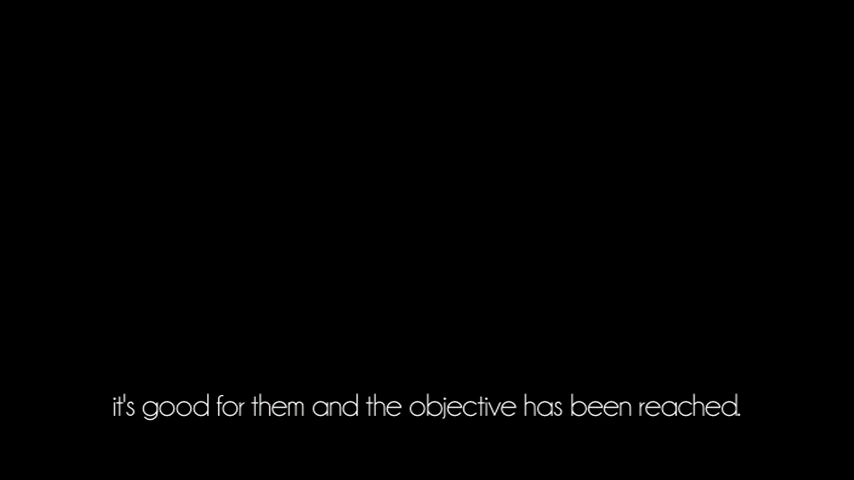 it's good for them and the objective has been reached.